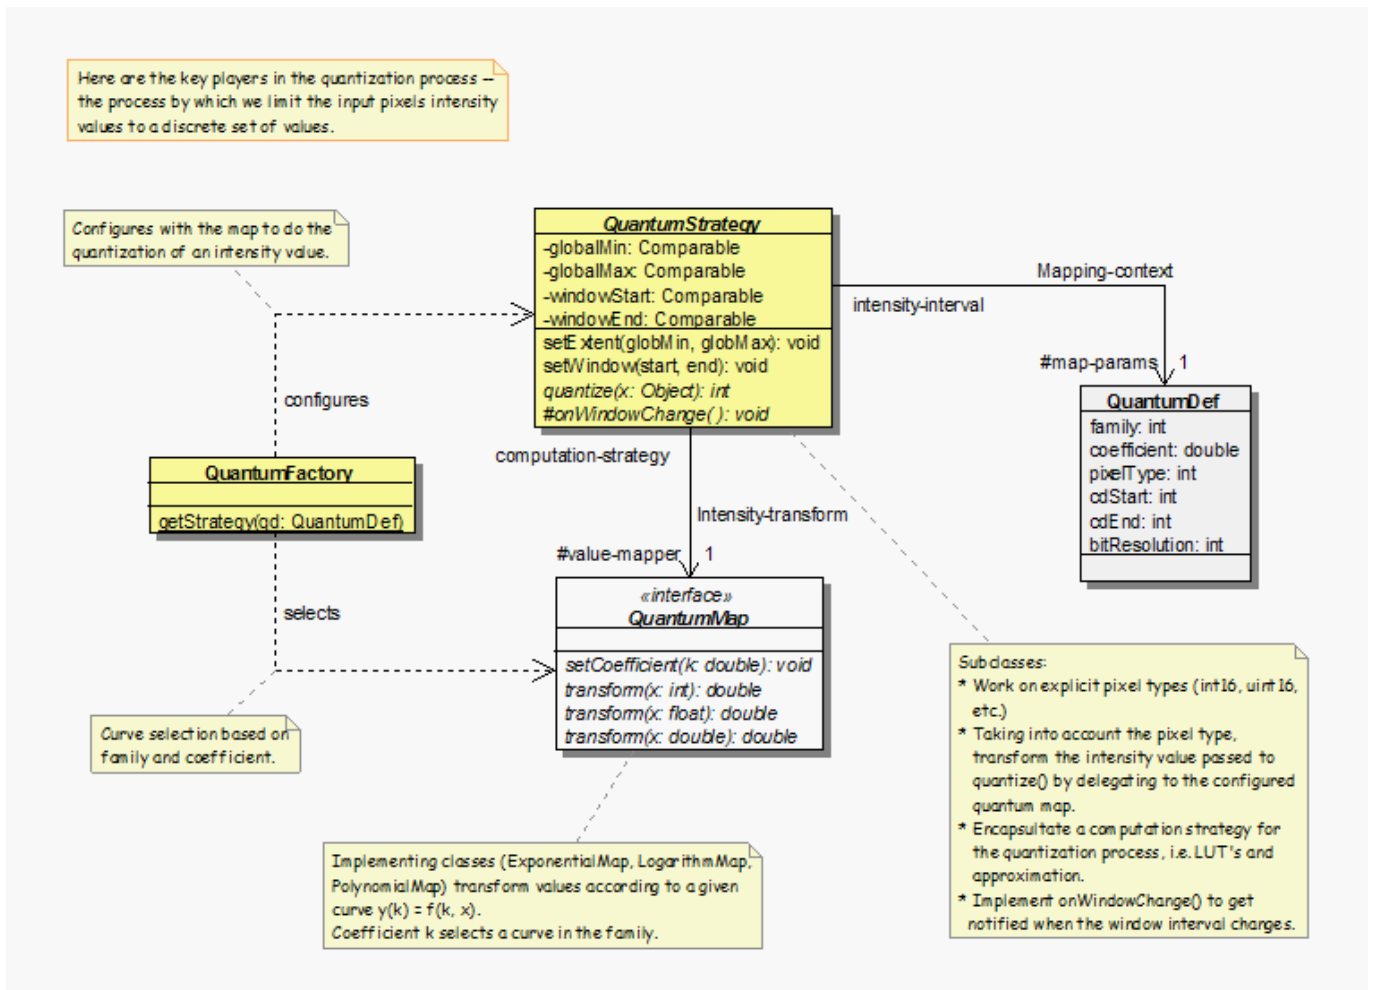 Here are the key players in the quantization process --
the process by which we limit the input pixels intensity
values to a discrete set of values.
Configures with the map to do the
quantization of an intensity value.
QuantumStrategy
-globalMin: Comparable
-globalMax: Comparable
-windowStart: Comparable
-windowEnd: Comparable
setExtent(globMin, globMax): void
setWindow(start, end): void
quantize(x: Object): int
#onWindowChange( ): void
Mapping-context
intensity-interval
#map-params
1
QuantumDef
family: int
coefficient: double
pixelType: int
cdStart: int
cdEnd: int
bitResolution: int
configures
QuantumFactory
getStrategy(qd: QuantumDef)
selects
computation-strategy
Intensity-transform
#value-mapper
1
«interface»
QuantumMap
setCoefficient(k: double): void
transform(x: int): double
transform(x: float): double
transform(x: double): double
Curve selection based on
family and coefficient.
Implementing classes (ExponentialMap, LogarithmMap,
PolynomialMap) transform values according to a given
curve y(k) = f(k, x).
Coefficient k selects a curve in the family.
Subclasses:
* Work on explicit pixel types (int16, uint16,
etc.)
* Taking into account the pixel type,
transform the intensity value passed to
quantize() by delegating to the configured
quantum map.
* Encapsultate a computation strategy for
the quantization process, i.e. LUT's and
approximation.
* Implement onWindowChange() to get
notified when the window interval changes.